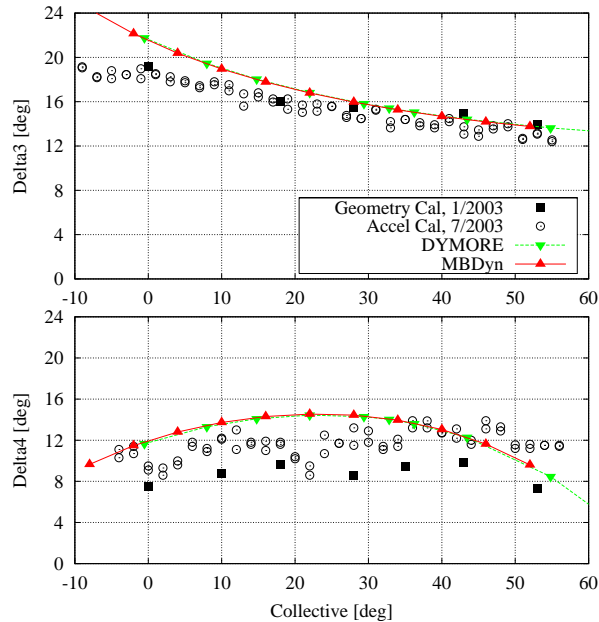 24
20
16
12
8
4
0
Delta3 [deg]
Geometry Cal, 1/2003
Accel Cal, 7/2003
DYMORE
MBDyn
-10 0 10 20 30 40 50 60
24
20
16
12
8
4
0
Delta4 [deg]
-10 0 10 20 30 40 50 60
Collective [deg]